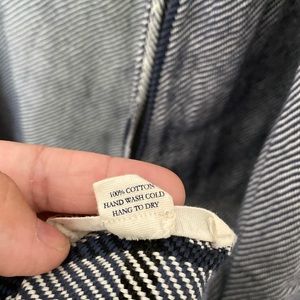 100% COTTON
HAND WASH COLD
HANG TO DRY